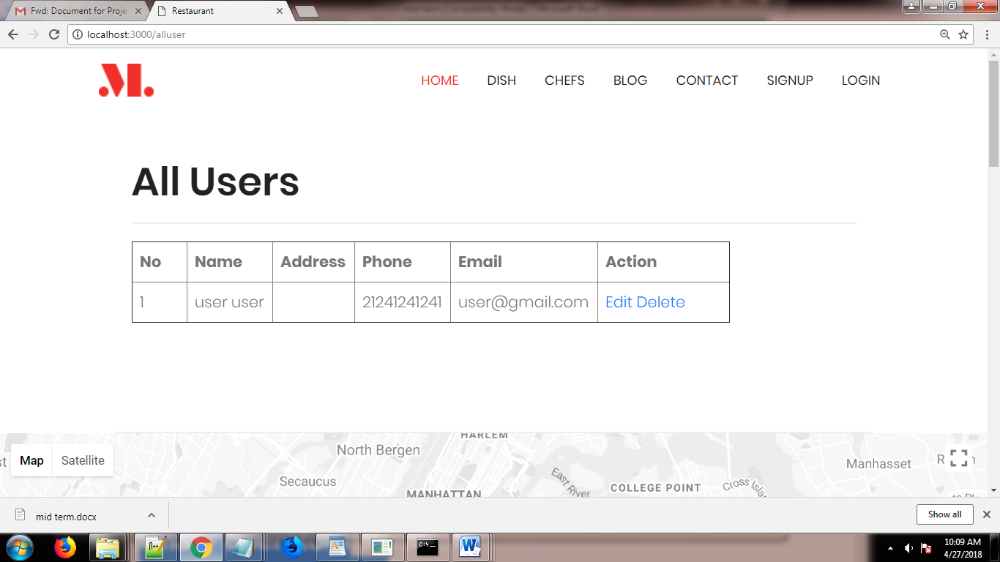 Fwd: Document for Proje
Restaurant
localhost:3000/alluser
M.
HOME DISH CHEFS BLOG CONTACT SIGNUP LOGIN
All Users
No Name Address Phone Email Action
1 user user 21241241241 user@gmail.com Edit Delete
HARLEM
North Bergen
Map Satellite
Manhasset
Secaucus
East River
COLLEGE POINT
Cross Islan
MANHATTAN
mid term.docx
Show all
10:09 AM
4/27/2018